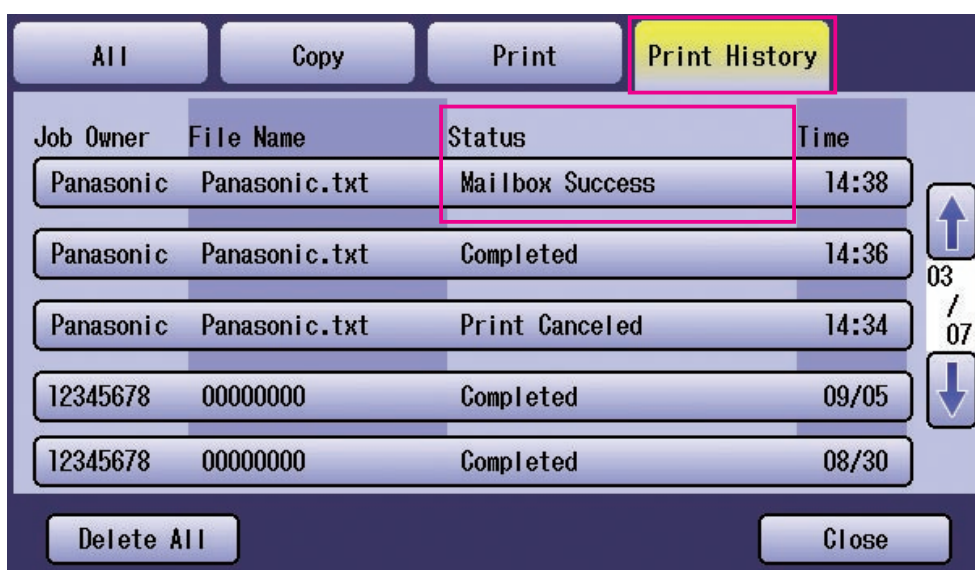 All Copy Print Print History
Job Owner File Name Status Time
Panasonic Panasonic.txt Mailbox Success 14:38
Panasonic Panasonic.txt Completed 14:36
03
/
07
Panasonic Panasonic.txt Print Canceled 14:34
12345678 00000000 Completed 09/05
12345678 00000000 Completed 08/30
Delete All Close